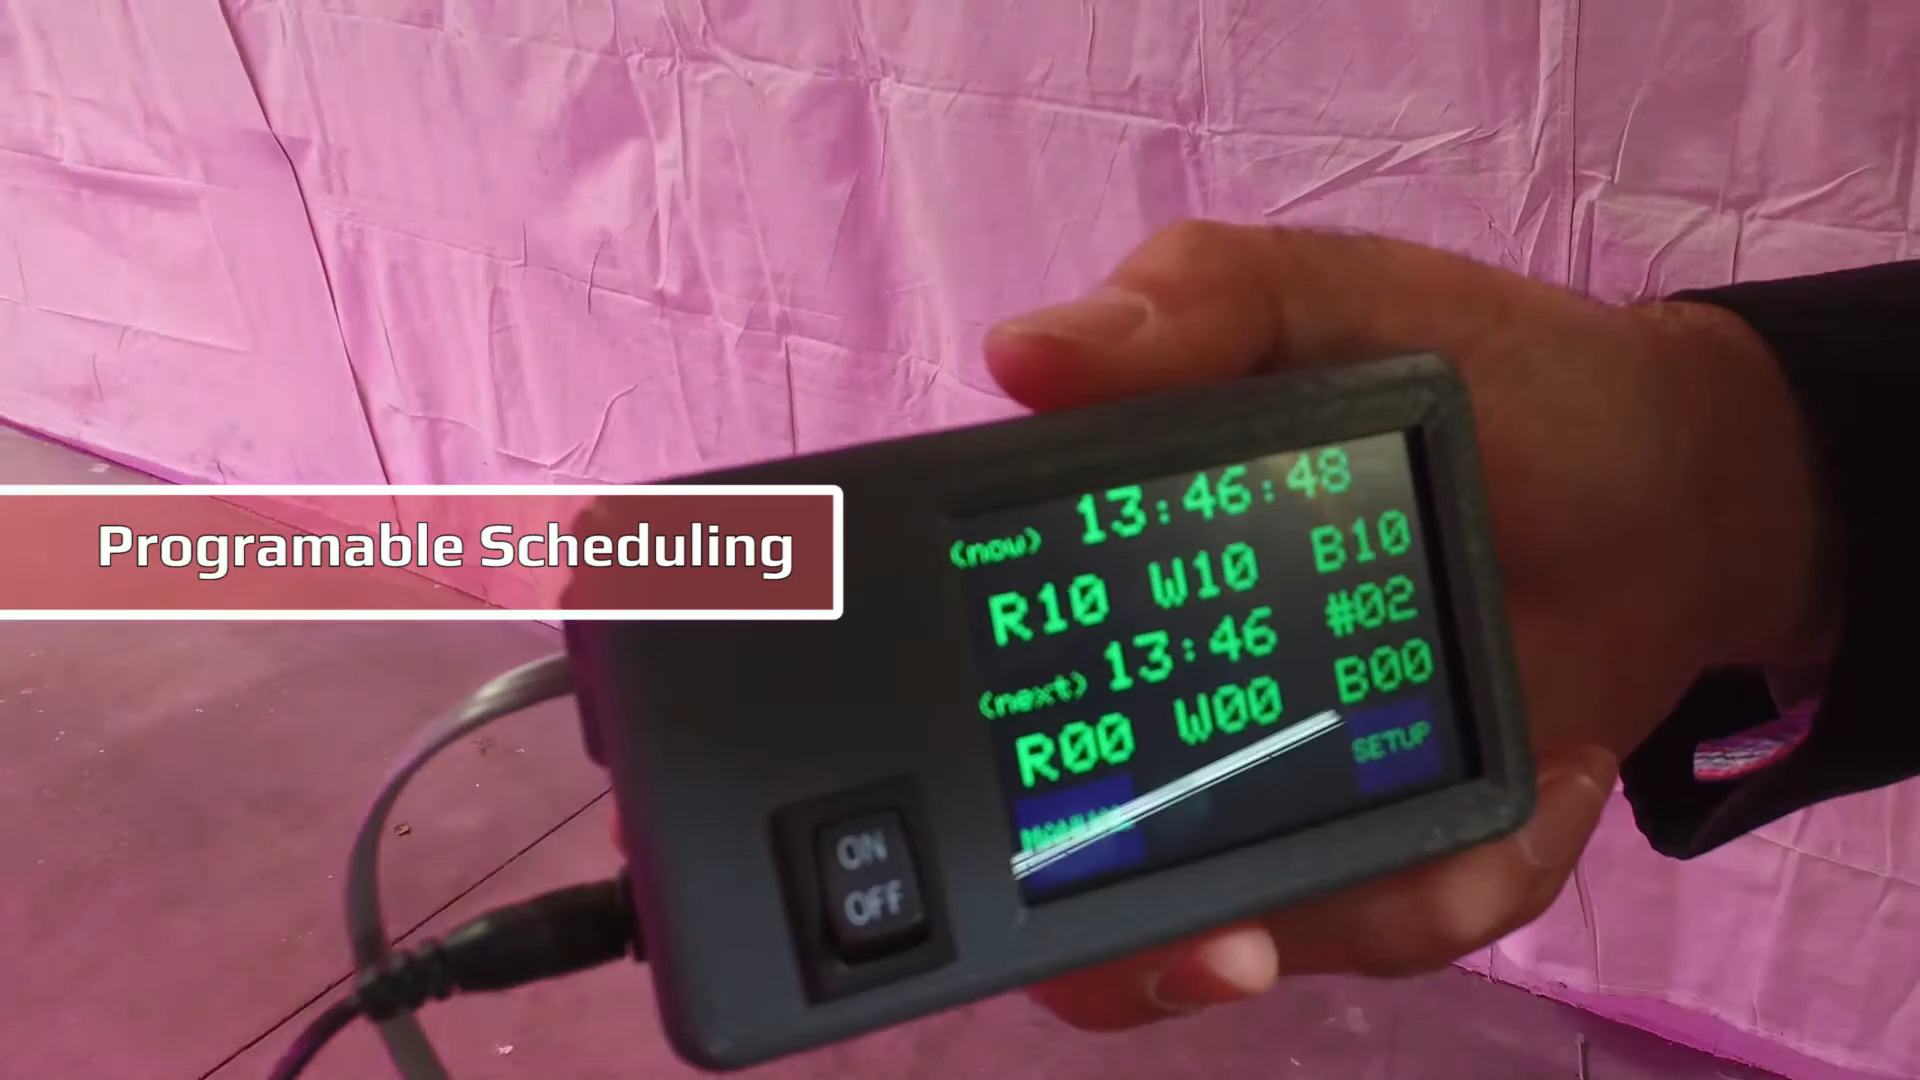 Programable Scheduling
(now) 13:46:48
R10 W10 B10
(next) 13:46 #02
R00 W00 B00
MANUAL SETUP
ON
OFF